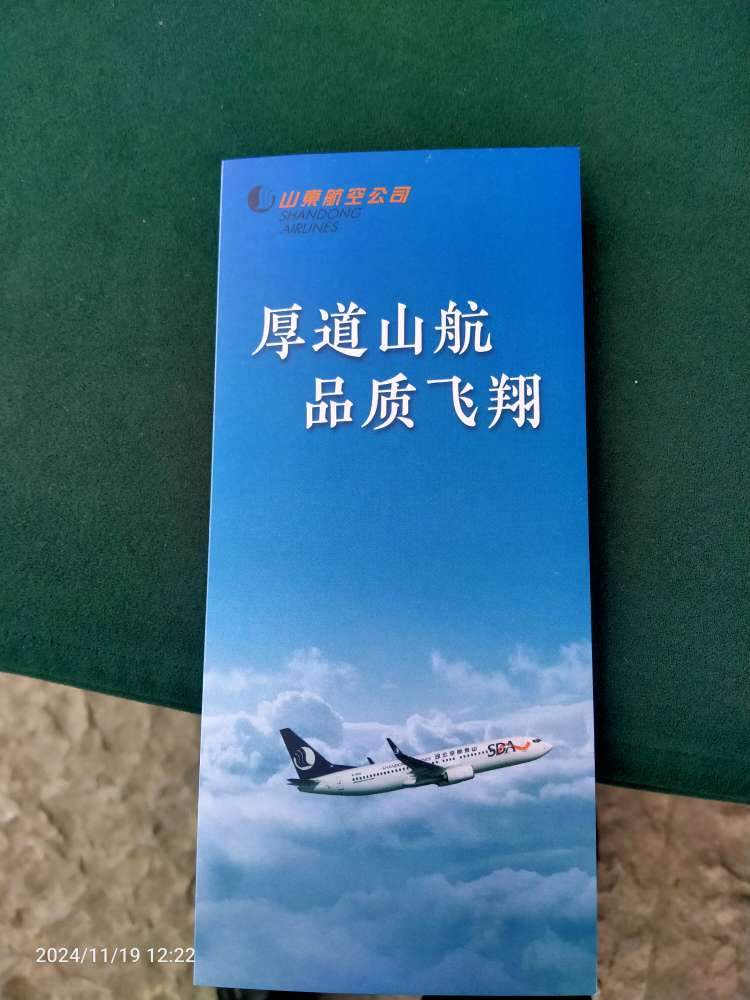 山東航空公司
SHANDONG
AIRLINES
厚道山航
品质飞翔
SDA
2024/11/19 12:22